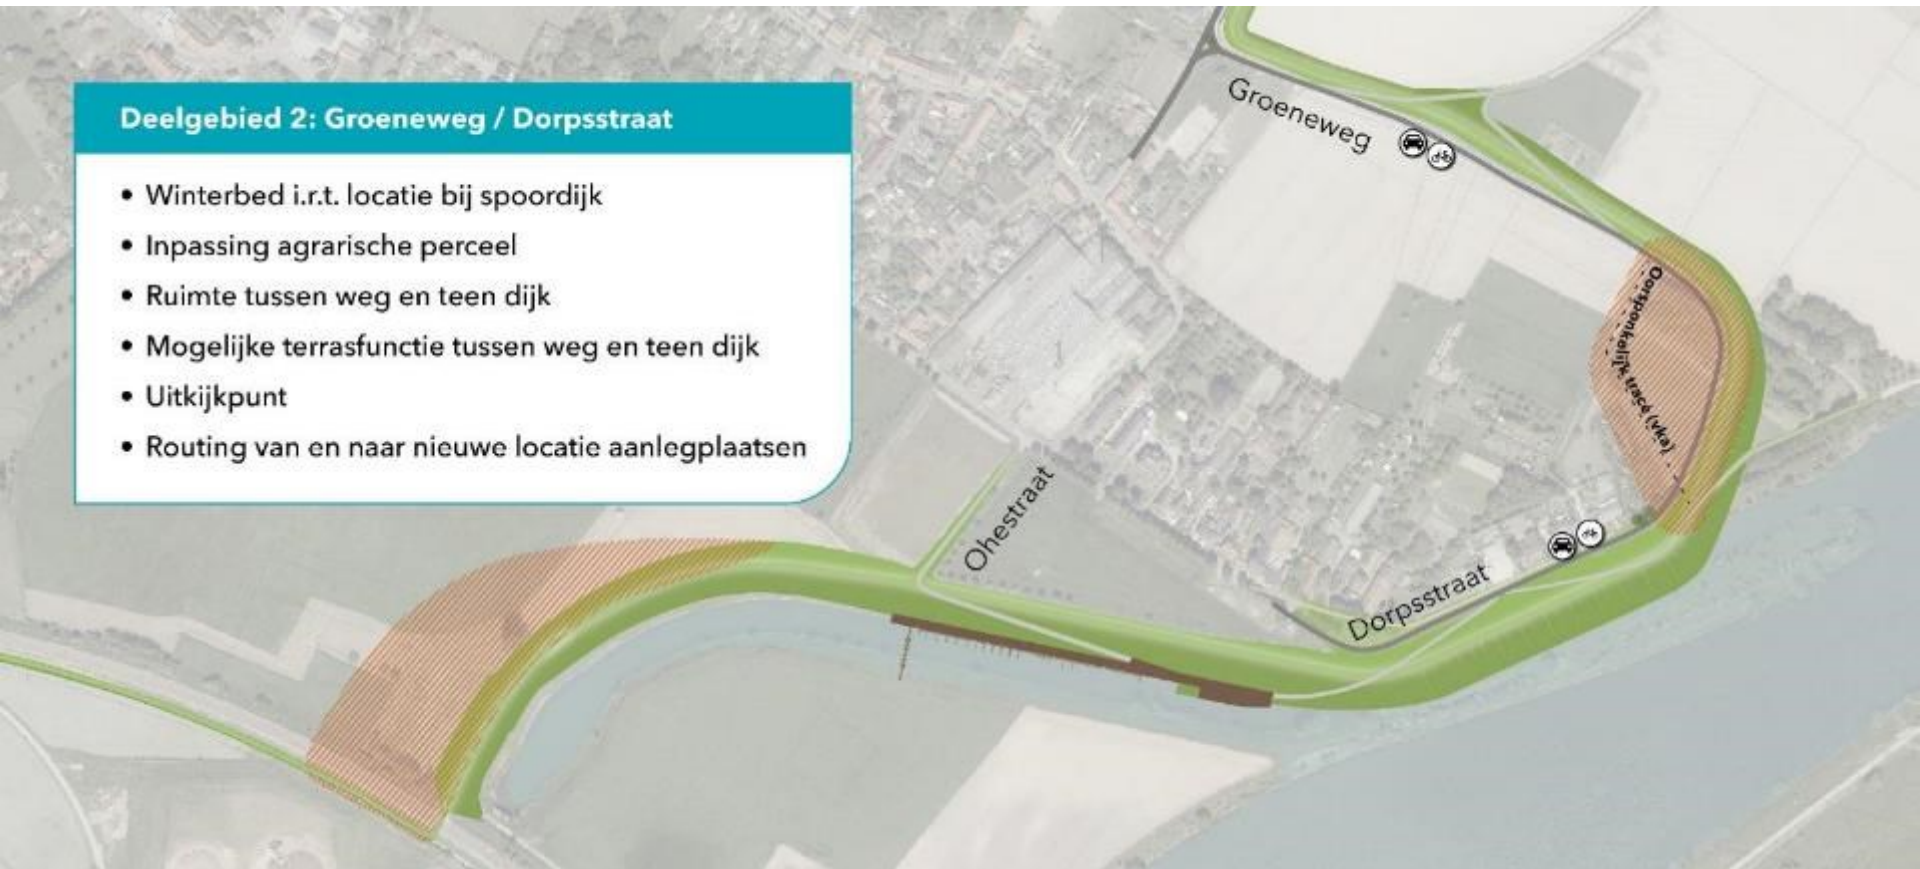 Deelgebied 2: Groeneweg / Dorpsstraat
• Winterbed i.r.t. locatie bij spoordijk
• Inpassing agrarische perceel
• Ruimte tussen weg en teen dijk
• Mogelijke terrasfunctie tussen weg en teen dijk
• Uitkijkpunt
• Routing van en naar nieuwe locatie aanlegplaatsen
Groeneweg
Oorsponkelijk tracé (vka)
Ohestraat
Dorpsstraat